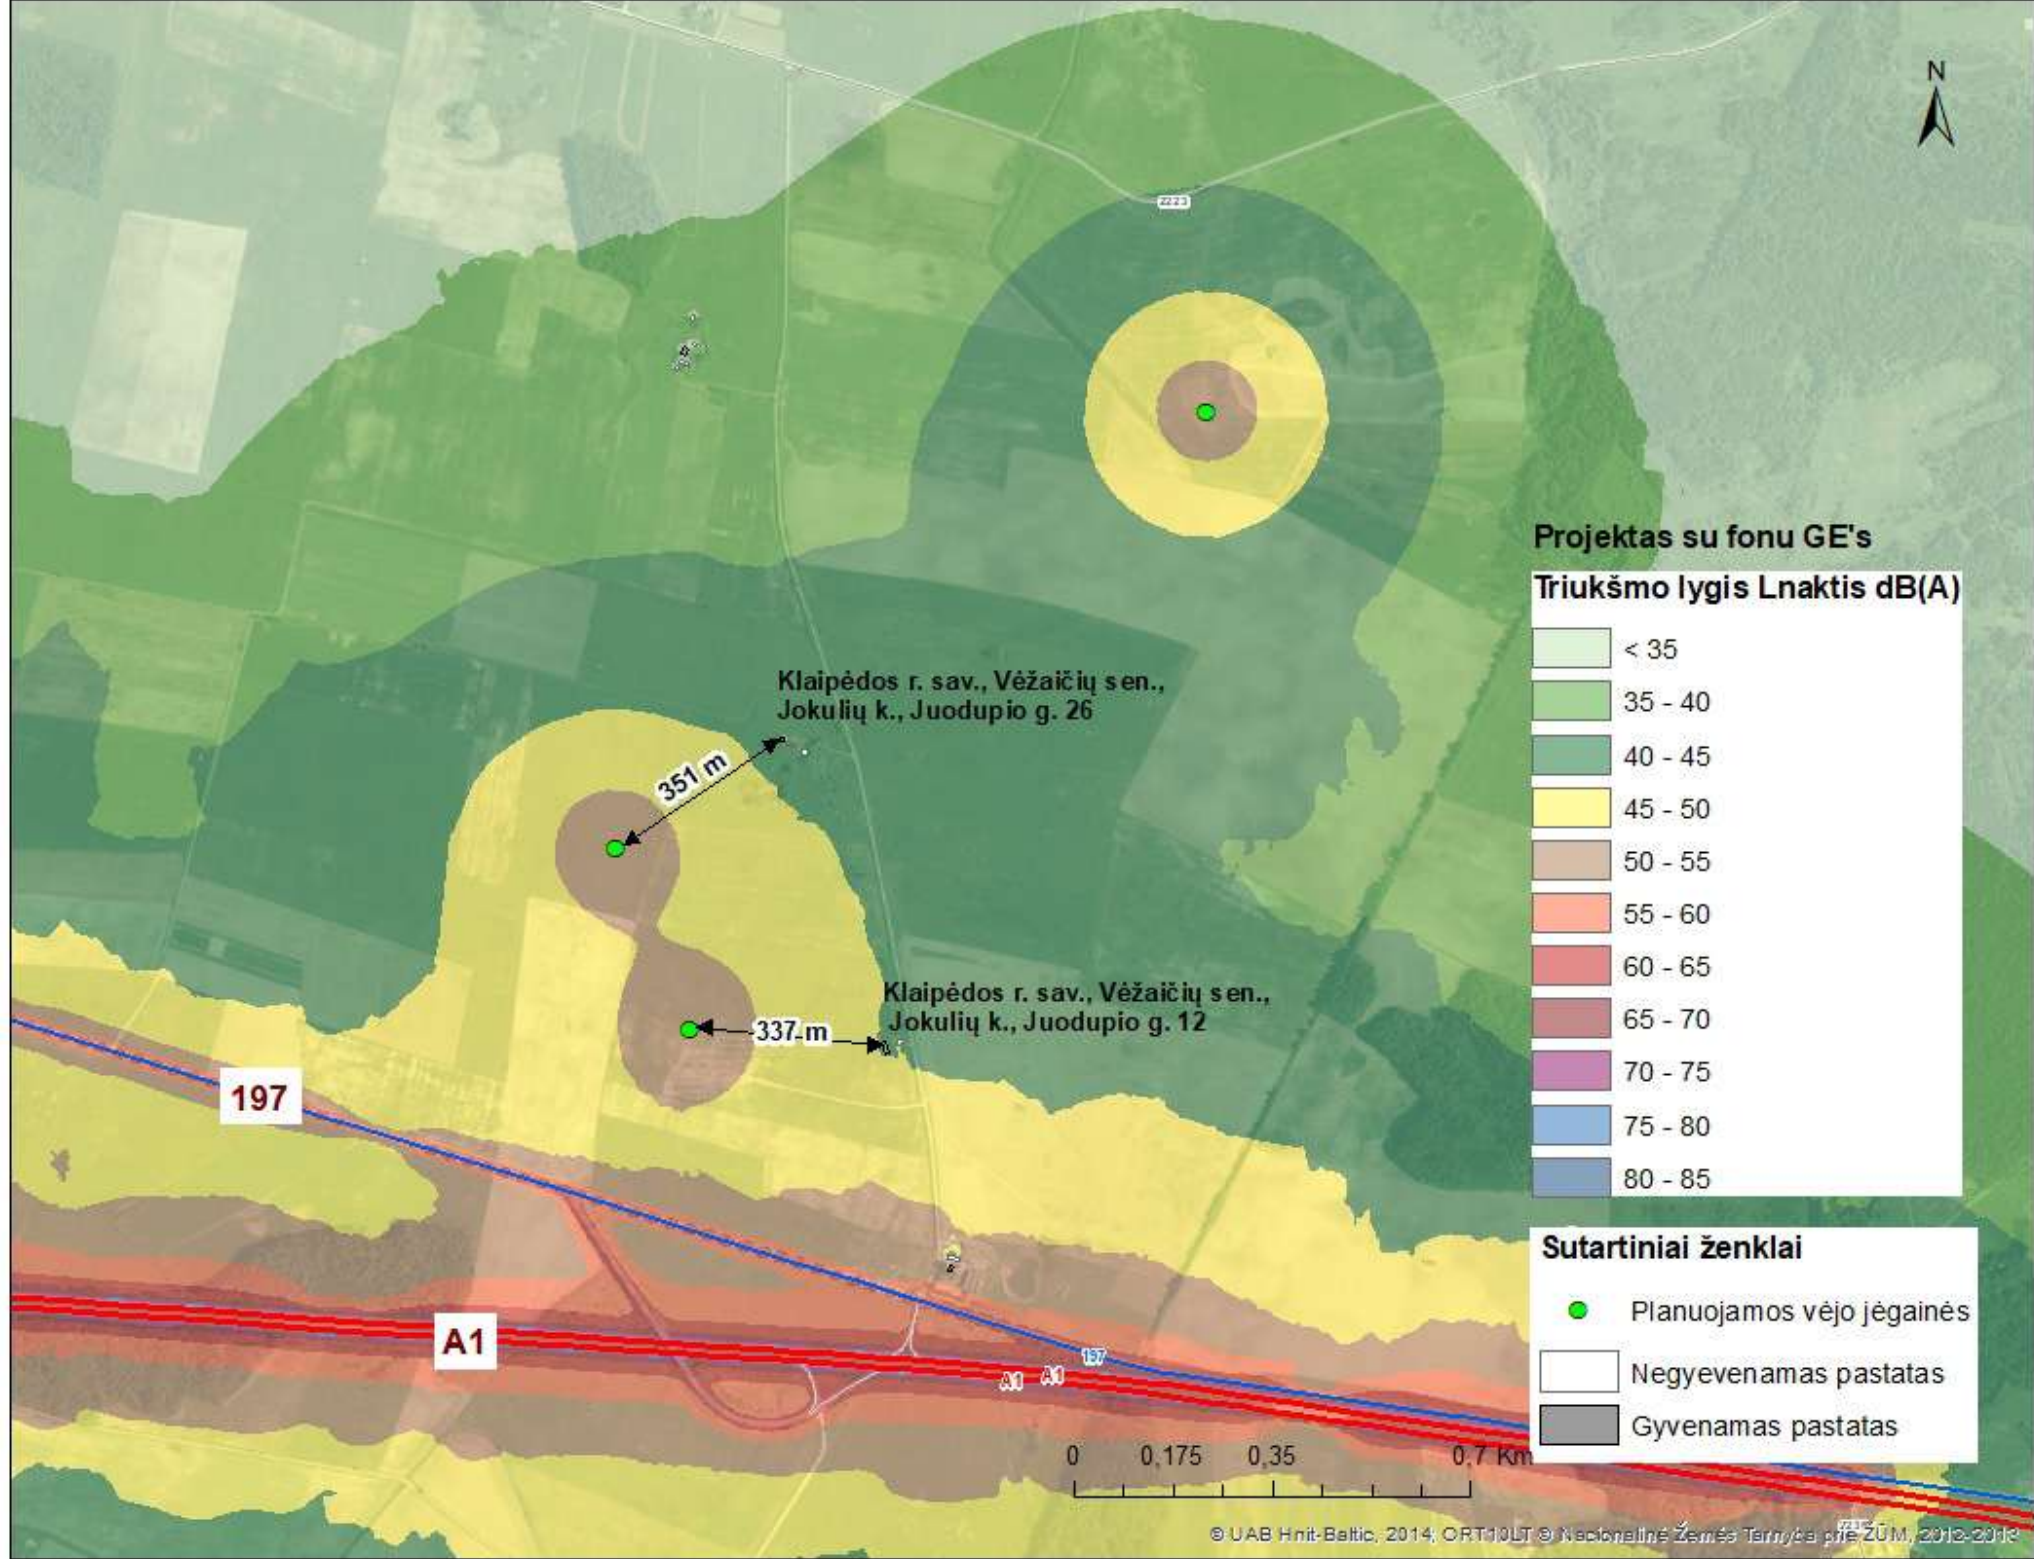 N
2223
Projektas su fonu GE's
Triukšmo lygis Lnaktis dB(A)
< 35
35 - 40
40 - 45
45 - 50
50 - 55
55 - 60
60 - 65
65 - 70
70 - 75
75 - 80
80 - 85
Klaipėdos r. sav., Vėžaičių sen.,
Jokulių k., Juodupio g. 26
351 m
Klaipėdos r. sav., Vėžaičių sen.,
Jokulių k., Juodupio g. 12
337 m
197
A1
197
A1 A1
Sutartiniai ženklai
Planuojamos vėjo jėgainės
Negyevenamas pastatas
Gyvenamas pastatas
0 0,175 0,35 0,7 Km
© UAB Hnit-Baltic, 2014; ORT10LT © Nacionalinė Žemės Tarnyba prie ŽŪM, 2012-2013